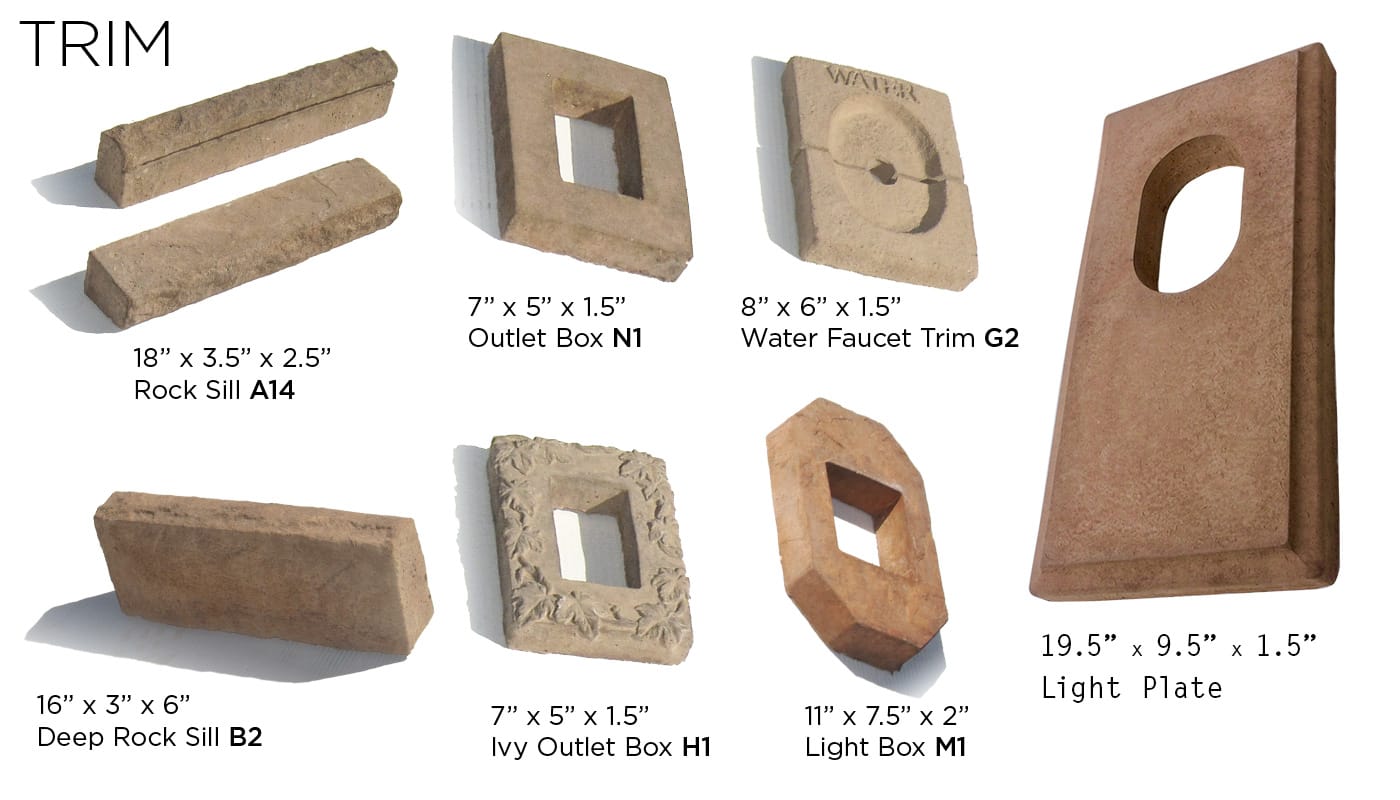 TRIM
WATER
18” x 3.5” x 2.5”
Rock Sill A14
7” x 5” x 1.5”
Outlet Box N1
8” x 6” x 1.5”
Water Faucet Trim G2
16” x 3” x 6”
Deep Rock Sill B2
7” x 5” x 1.5”
Ivy Outlet Box H1
11” x 7.5” x 2”
Light Box M1
19.5” x 9.5” x 1.5”
Light Plate